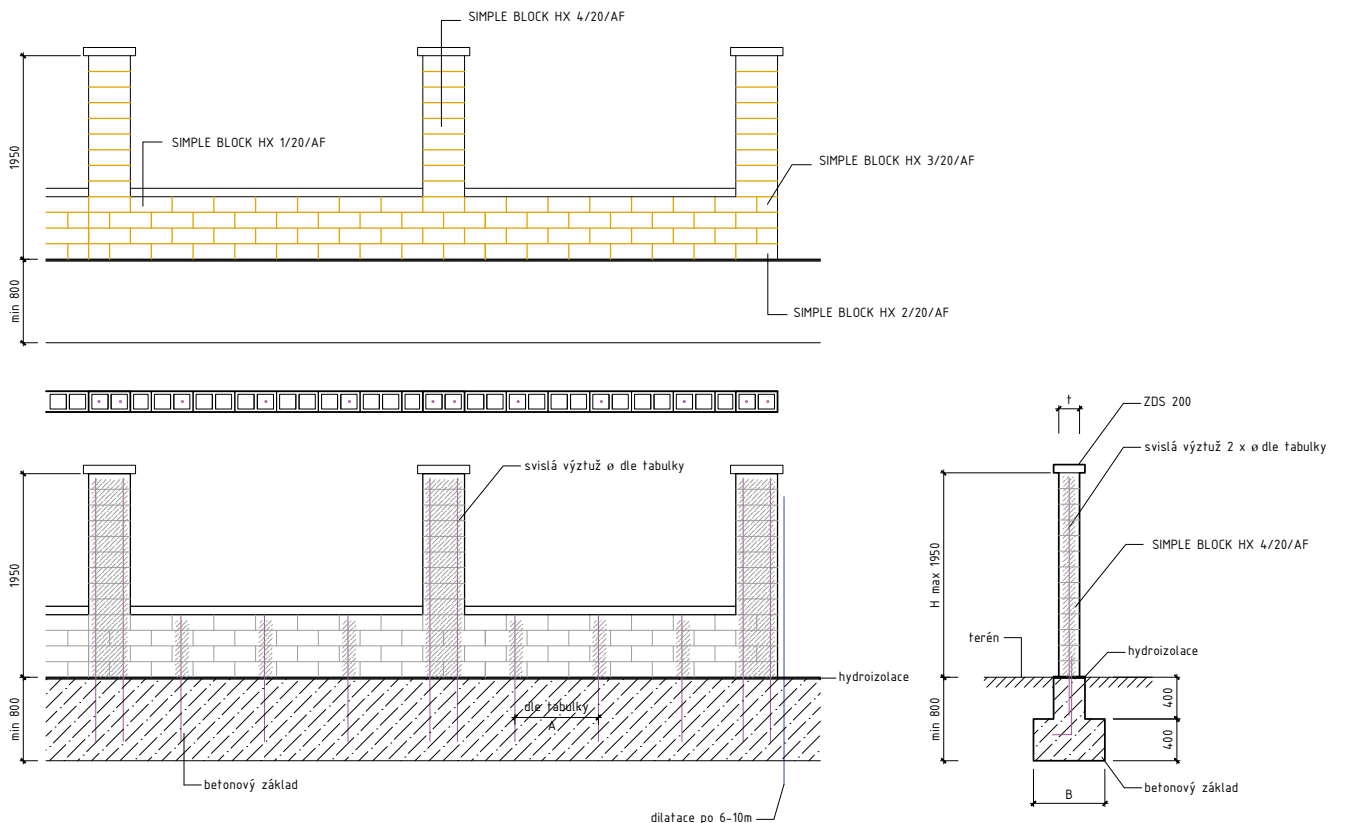 SIMPLE BLOCK HX 4/20/AF
1950
SIMPLE BLOCK HX 1/20/AF
SIMPLE BLOCK HX 3/20/AF
min 800
SIMPLE BLOCK HX 2/20/AF
svislá výztuž ø dle tabulky
1950
hydroizolace
min 800
dle tabulky
A
betonový základ
dilatace po 6-10m
t
ZDS 200
svislá výztuž 2 x ø dle tabulky
H max 1950
SIMPLE BLOCK HX 4/20/AF
terén
hydroizolace
min 800
400
400
betonový základ
B